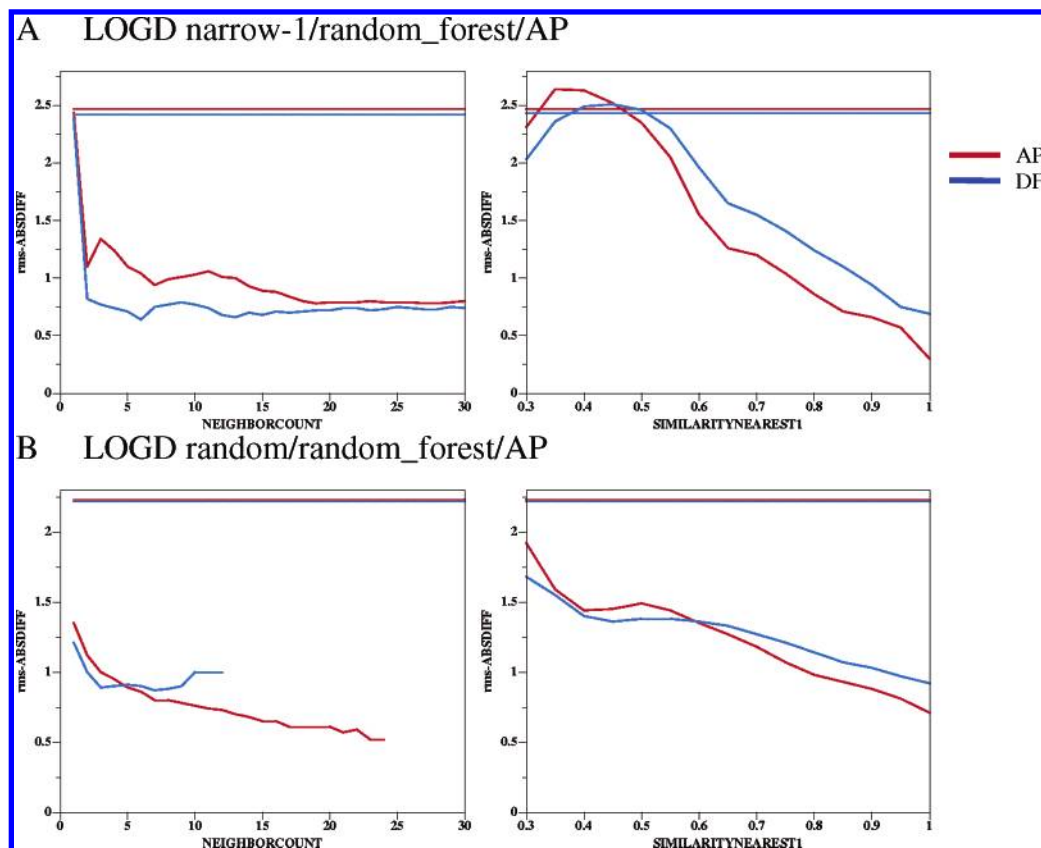 A LOGD narrow-1/random_forest/AP
rms-ABSDIFF
2.5
2
1.5
1
0.5
0
0 5 10 15 20 25 30
NEIGHBORCOUNT
rms-ABSDIFF
2.5
2
1.5
1
0.5
0
0.3 0.4 0.5 0.6 0.7 0.8 0.9 1
SIMILARITYNEAREST1
AP
DF
B LOGD random/random_forest/AP
rms-ABSDIFF
2
1.5
1
0.5
0
0 5 10 15 20 25 30
NEIGHBORCOUNT
rms-ABSDIFF
2
1.5
1
0.5
0
0.3 0.4 0.5 0.6 0.7 0.8 0.9 1
SIMILARITYNEAREST1